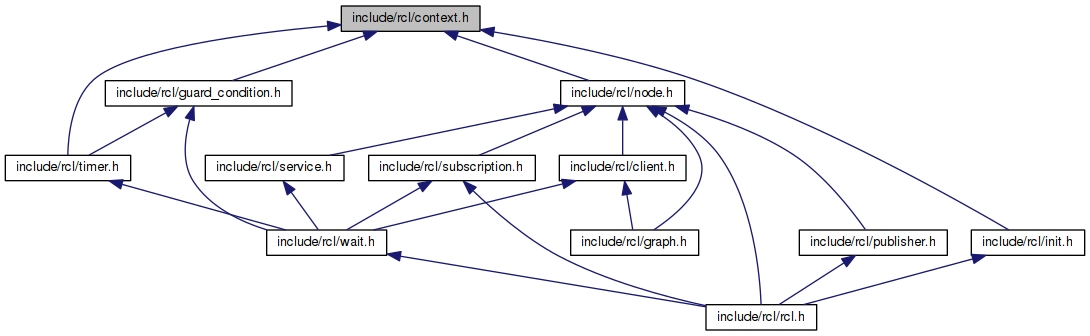 include/rcl/context.h
include/rcl/guard_condition.h
include/rcl/node.h
include/rcl/timer.h
include/rcl/service.h
include/rcl/subscription.h
include/rcl/client.h
include/rcl/wait.h
include/rcl/graph.h
include/rcl/publisher.h
include/rcl/init.h
include/rcl/rcl.h